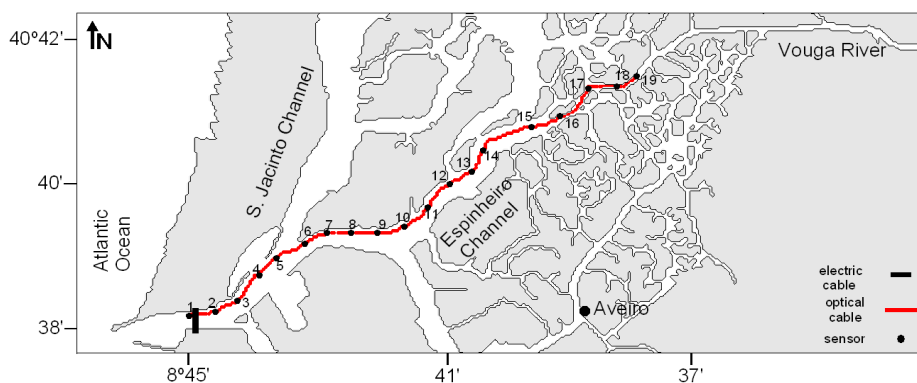 40°42'
N
Vouga River
S. Jacinto Channel
1
2
3
4
5
6
7
8
9
10
11
12
13
14
15
16
17
18
19
40'
Espinheiro
Channel
Atlantic
Ocean
electric
cable
optical
cable
sensor
Aveiro
38'
8°45'
41'
37'